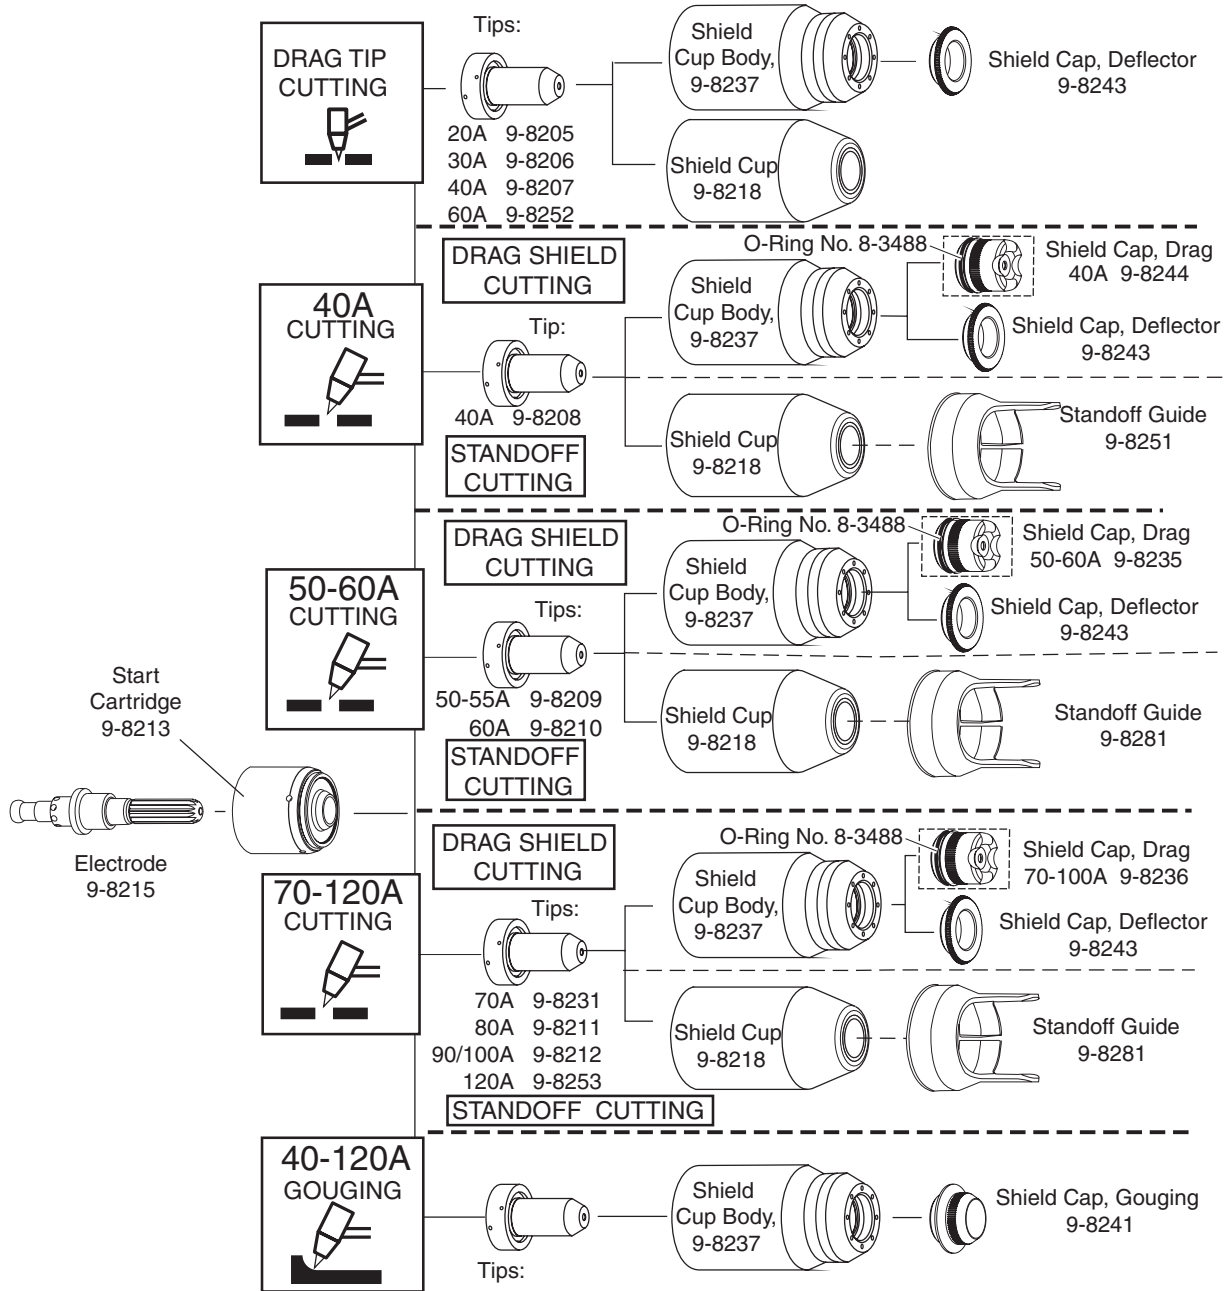 DRAG TIP
CUTTING
Tips:
20A 9-8205
30A 9-8206
40A 9-8207
60A 9-8252
Shield
Cup Body,
9-8237
Shield Cap, Deflector
9-8243
Shield Cup
9-8218
40A
CUTTING
DRAG SHIELD
CUTTING
Tip:
40A 9-8208
STANDOFF
CUTTING
O-Ring No. 8-3488
Shield
Cup Body,
9-8237
Shield Cap, Drag
40A 9-8244
Shield Cap, Deflector
9-8243
Shield Cup
9-8218
Standoff Guide
9-8251
50-60A
CUTTING
DRAG SHIELD
CUTTING
Tips:
50-55A 9-8209
60A 9-8210
STANDOFF
CUTTING
O-Ring No. 8-3488
Shield
Cup Body,
9-8237
Shield Cap, Drag
50-60A 9-8235
Shield Cap, Deflector
9-8243
Shield Cup
9-8218
Standoff Guide
9-8281
Start
Cartridge
9-8213
Electrode
9-8215
70-120A
CUTTING
DRAG SHIELD
CUTTING
Tips:
70A 9-8231
80A 9-8211
90/100A 9-8212
120A 9-8253
STANDOFF CUTTING
O-Ring No. 8-3488
Shield
Cup Body,
9-8237
Shield Cap, Drag
70-100A 9-8236
Shield Cap, Deflector
9-8243
Shield Cup
9-8218
Standoff Guide
9-8281
40-120A
GOUGING
Tips:
Shield
Cup Body,
9-8237
Shield Cap, Gouging
9-8241